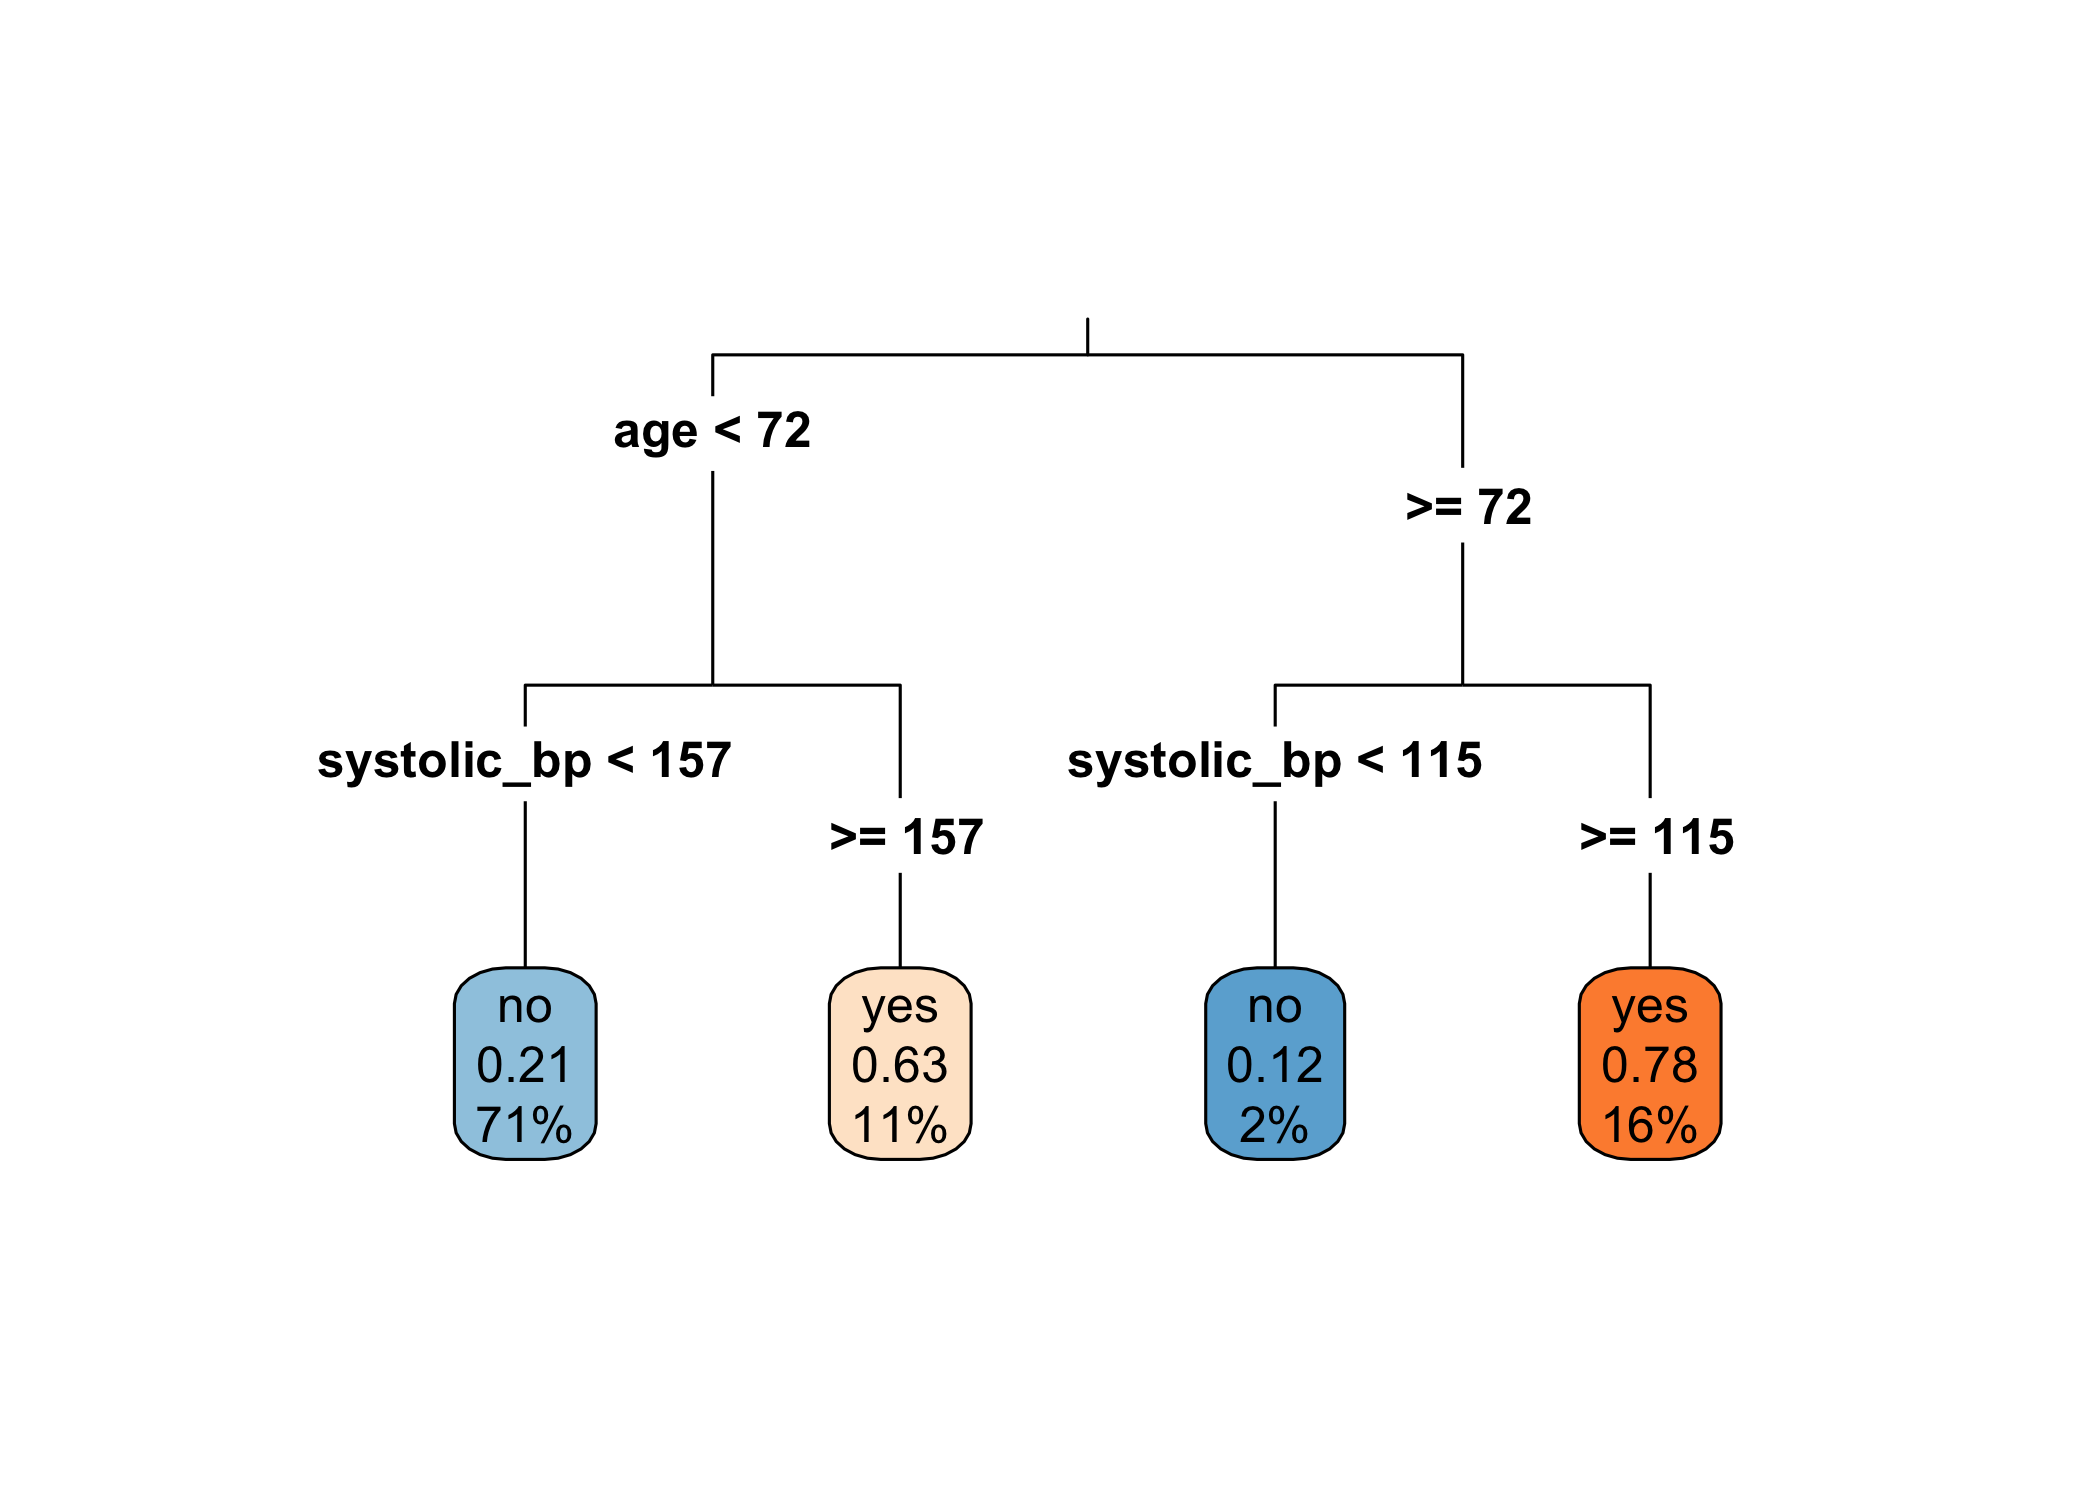 age < 72
>= 72
systolic_bp < 157
systolic_bp < 115
>= 157
>= 115
no
0.21
71%
yes
0.63
11%
no
0.12
2%
yes
0.78
16%